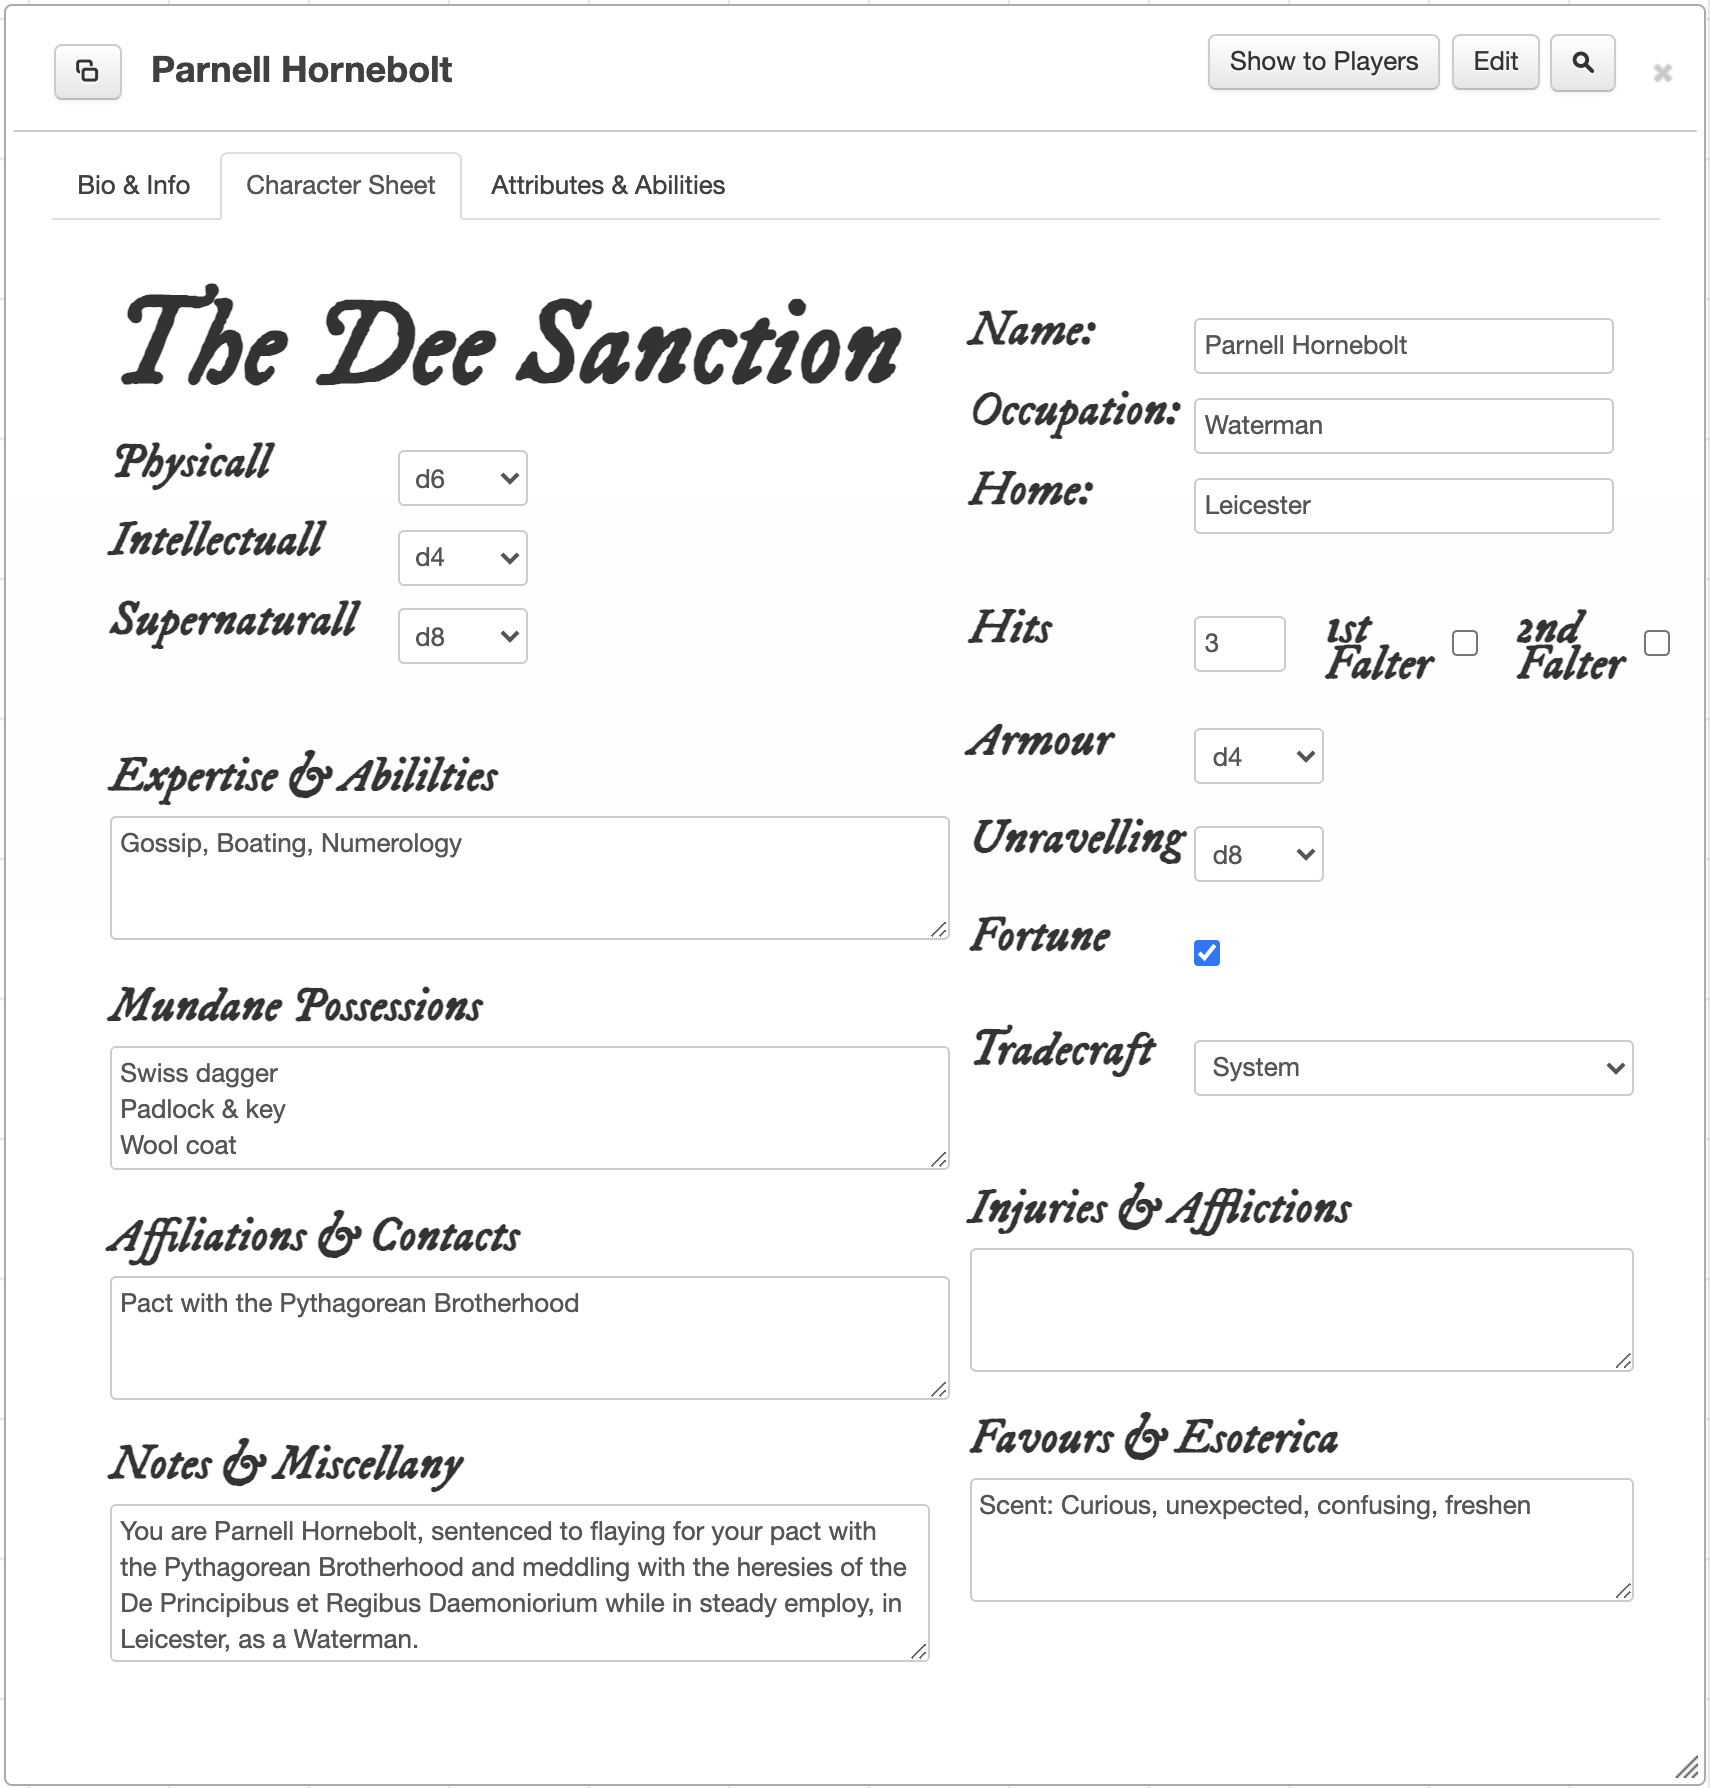 Parnell Hornebolt
Show to Players
Edit
Bio & Info
Character Sheet
Attributes & Abilities
The Dee Sanction
Physicall
d6
Intellectuall
d4
Supernaturall
d8
Name:
Parnell Hornebolt
Occupation:
Waterman
Home:
Leicester
Hits
3
1st
Falter
2nd
Falter
Armour
d4
Unravelling
d8
Fortune
Tradecraft
System
Expertise & Abililties
Gossip, Boating, Numerology
Mundane Possessions
Swiss dagger
Padlock & key
Wool coat
Affiliations & Contacts
Pact with the Pythagorean Brotherhood
Notes & Miscellany
You are Parnell Hornebolt, sentenced to flaying for your pact with
the Pythagorean Brotherhood and meddling with the heresies of the
De Principibus et Regibus Daemoniorium while in steady employ, in
Leicester, as a Waterman.
Injuries & Afflictions
Favours & Esoterica
Scent: Curious, unexpected, confusing, freshen